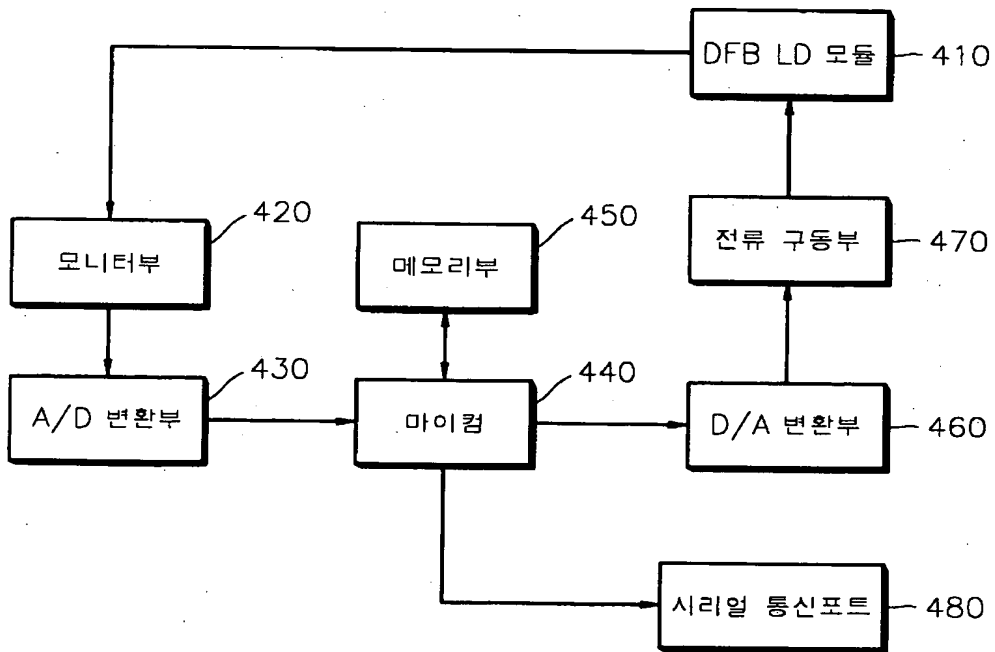 DFB LD 모듈
410
420
450
전류 구동부
470
모니터부
메모리부
430
440
A/D 변환부
마이컴
D/A 변환부
460
시리얼 통신포트
480